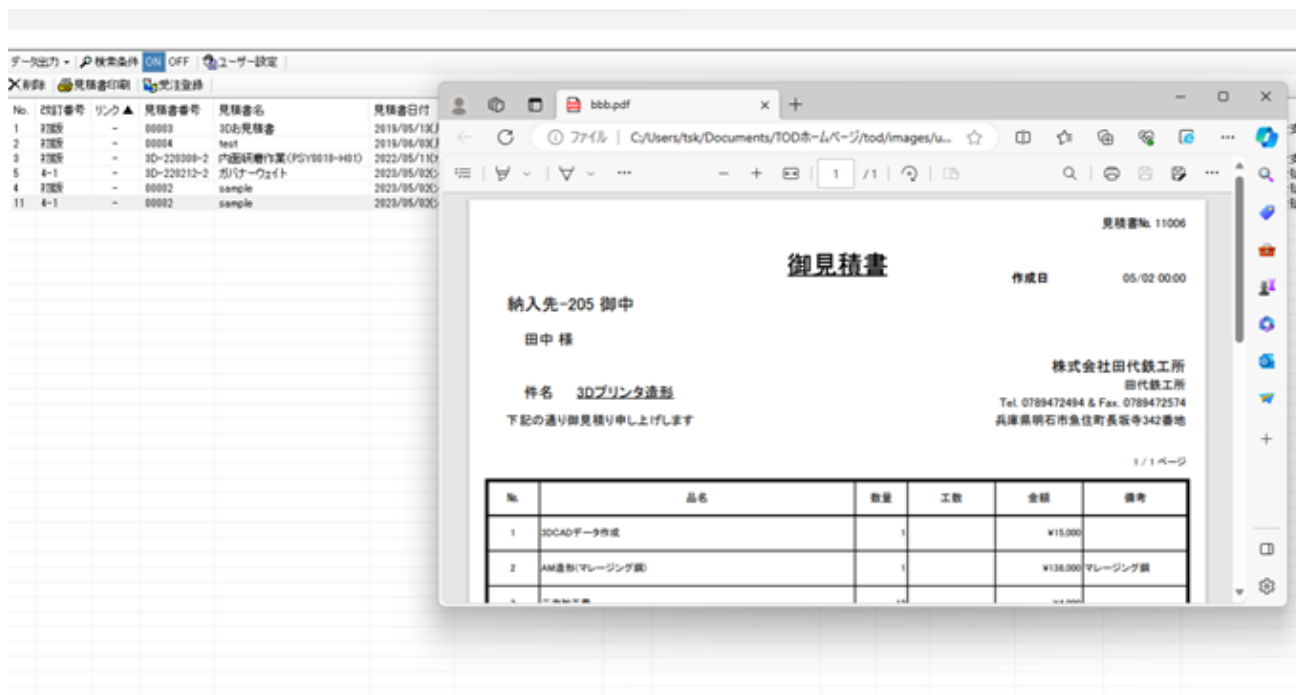 データ出力 検索条件 ON OFF ユーザー設定
削除 見積書印刷 受注登録
No. 改訂番号 リンク▲ 見積書番号 見積書名 見積書日付
1 初版 - 00003 3Dお見積書 2019/05/13(
2 初版 - 00004 test 2019/06/03(
3 初版 - 3D-220308-2 内面研磨作業(PSY0018-H01) 2022/05/11(
5 4-1 - 3D-220212-2 ガバナーウェイト 2023/05/02(
4 初版 - 00002 sample 2023/05/02(
11 4-1 - 00002 sample 2023/05/02(
bbb.pdf
ファイル | C:/Users/tsk/Documents/TODホームページ/tod/images/u...
1 /1
見積書No. 11006
御見積書
作成日 05/02 00:00
納入先-205 御中
田中 様
株式会社田代鉄工所
田代鉄工所
件名 3Dプリンタ造形
Tel. 0789472494 & Fax. 0789472574
下記の通り御見積り申し上げします
兵庫県明石市魚住町長坂寺342番地
1 / 1 ページ
No. 品名 数量 工数 金額 備考
1 3DCADデータ作成 1 ¥15,000
2 AM造形(マレージング鋼) 1 ¥138,000 マレージング鋼